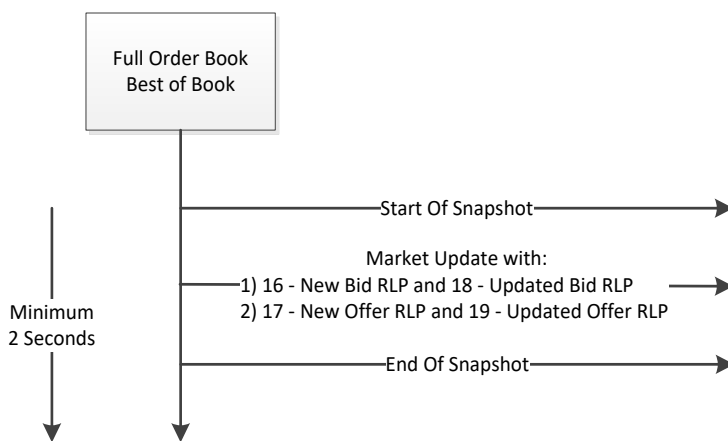 Full Order Book
Best of Book
Start Of Snapshot
Market Update with:
1) 16 - New Bid RLP and 18 - Updated Bid RLP
2) 17 - New Offer RLP and 19 - Updated Offer RLP
Minimum
2 Seconds
End Of Snapshot